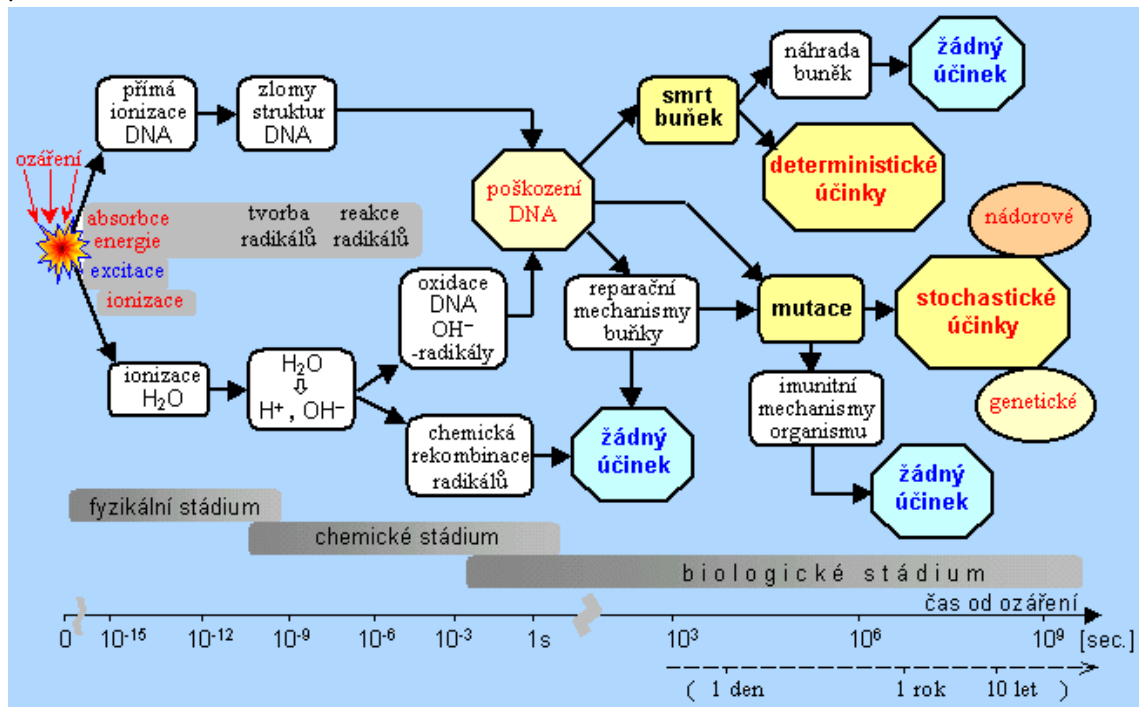 přímá
ionizace
DNA
zlomy
struktur
DNA
smrt
buněk
náhrada
buněk
žádný
účinek
ozáření
absorbce
energie
tvorba
radikálů
reakce
radikálů
excitace
ionizace
poškození
DNA
deterministické
účinky
nádorové
oxidace
DNA
OH⁻
-radikály
reparační
mechanismy
buňky
mutace
stochastické
účinky
ionizace
H₂O
H₂O
⇩
H⁺, OH⁻
chemická
rekombinace
radikálů
žádný
účinek
imunitní
mechanismy
organismu
genetické
žádný
účinek
fyzikální stádium
chemické stádium
biologické stádium
čas od ozáření
0 10⁻¹⁵ 10⁻¹² 10⁻⁹ 10⁻⁶ 10⁻³ 1s 10³ 10⁶ 10⁹ [sec.]
( 1 den 1 rok 10 let )